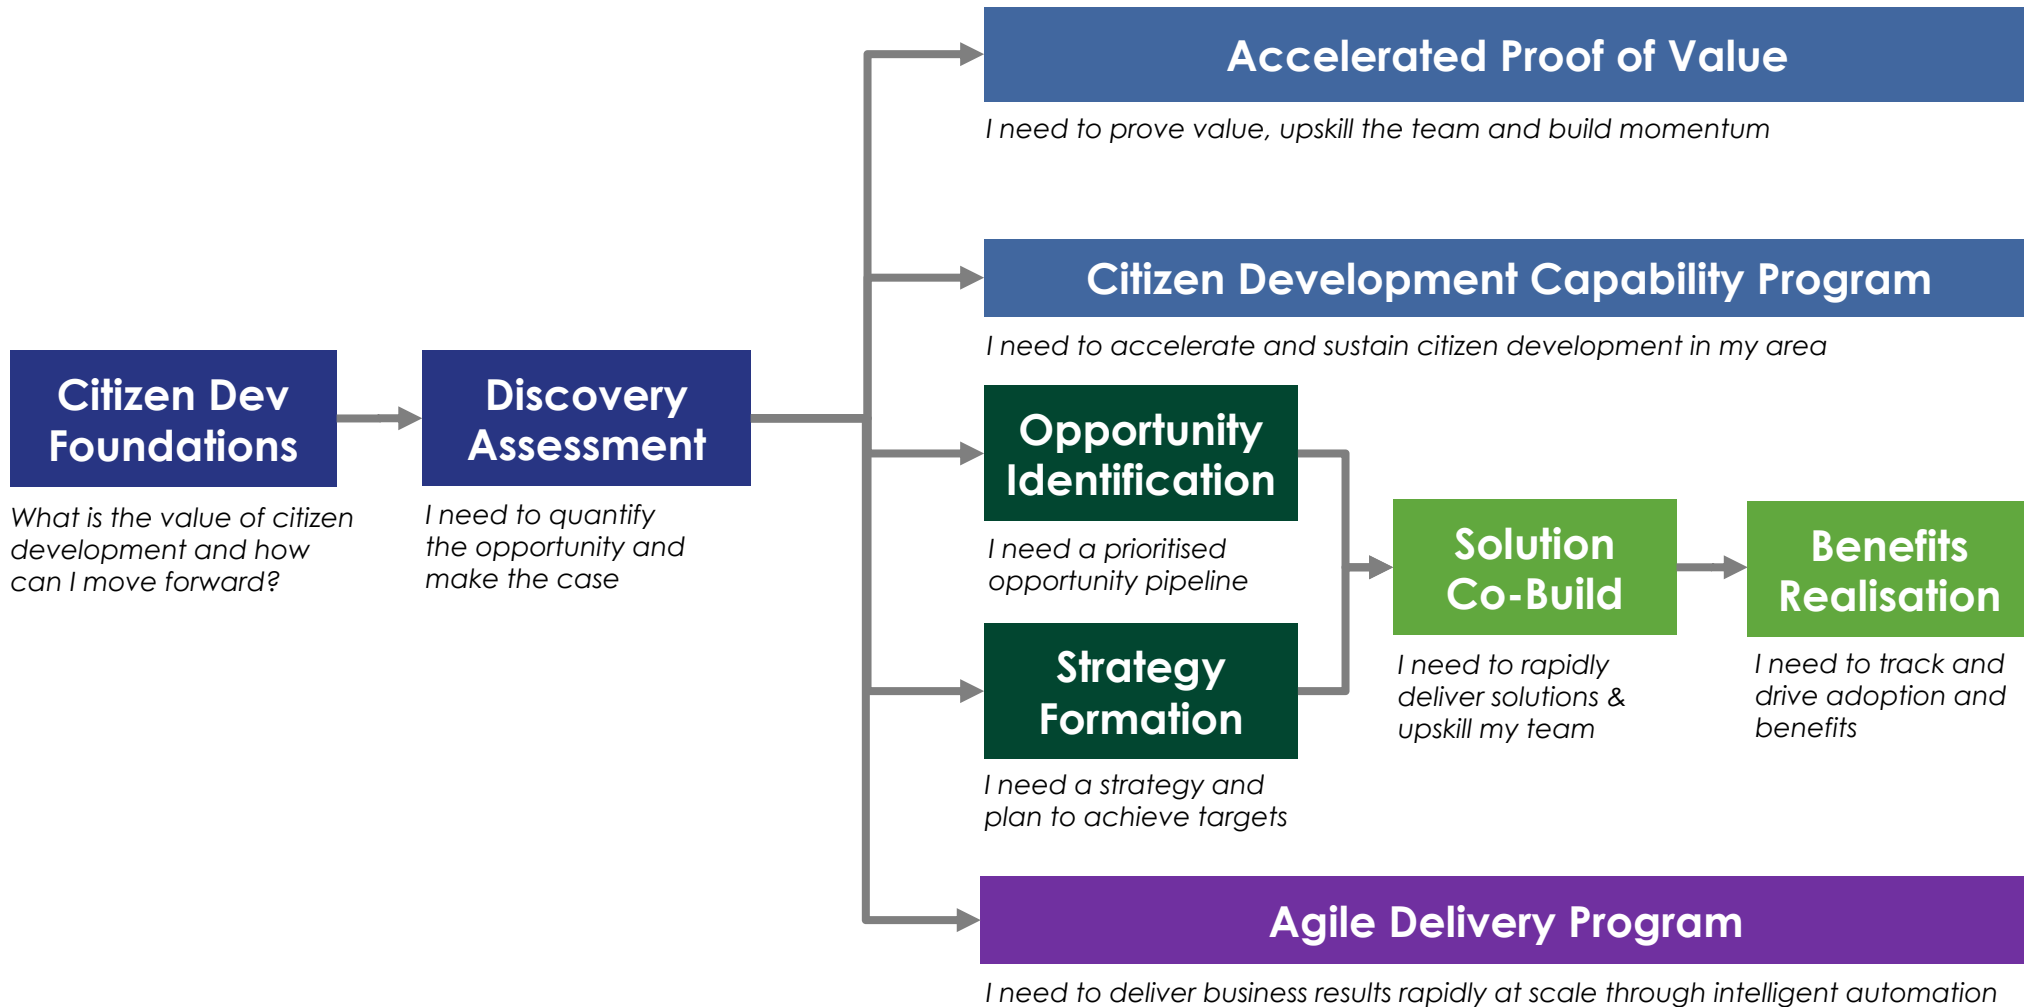 Accelerated Proof of Value
I need to prove value, upskill the team and build momentum
Citizen Development Capability Program
I need to accelerate and sustain citizen development in my area
Citizen Dev
Foundations
What is the value of citizen
development and how
can I move forward?
Discovery
Assessment
I need to quantify
the opportunity and
make the case
Opportunity
Identification
I need a prioritised
opportunity pipeline
Strategy
Formation
I need a strategy and
plan to achieve targets
Solution
Co-Build
I need to rapidly
deliver solutions &
upskill my team
Benefits
Realisation
I need to track and
drive adoption and
benefits
Agile Delivery Program
I need to deliver business results rapidly at scale through intelligent automation